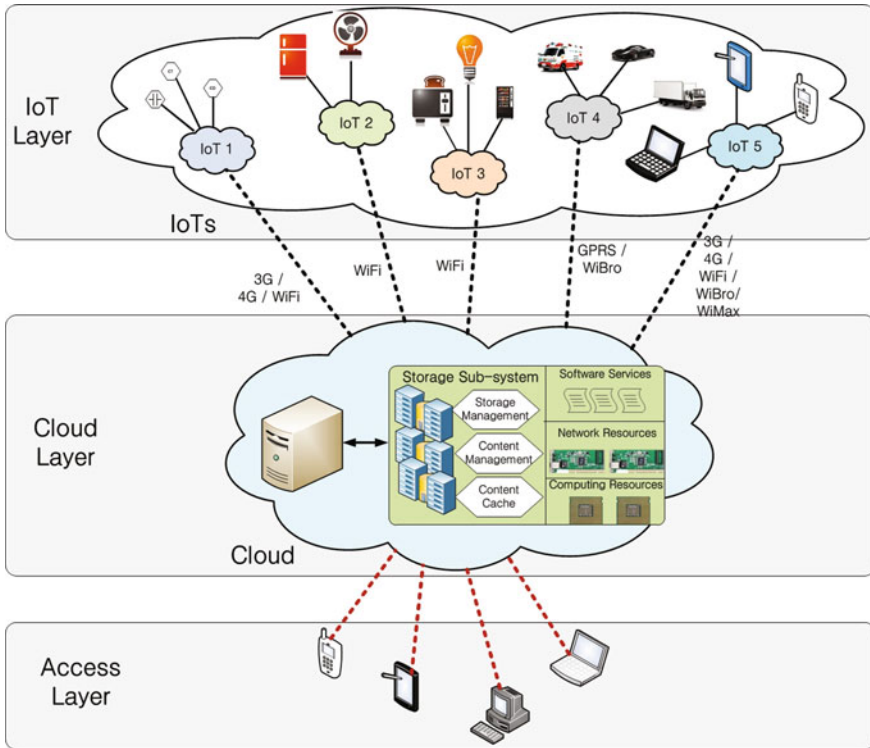 IoT
Layer
IoT 1
IoT 2
IoT 3
IoT 4
IoT 5
IoTs
3G /
4G / WiFi
WiFi
WiFi
GPRS /
WiBro
3G /
4G /
WiFi /
WiBro/
WiMax
Cloud
Layer
Storage Sub-system
Storage
Management
Content
Management
Content
Cache
Software Services
Network Resources
Computing Resources
Cloud
Access
Layer